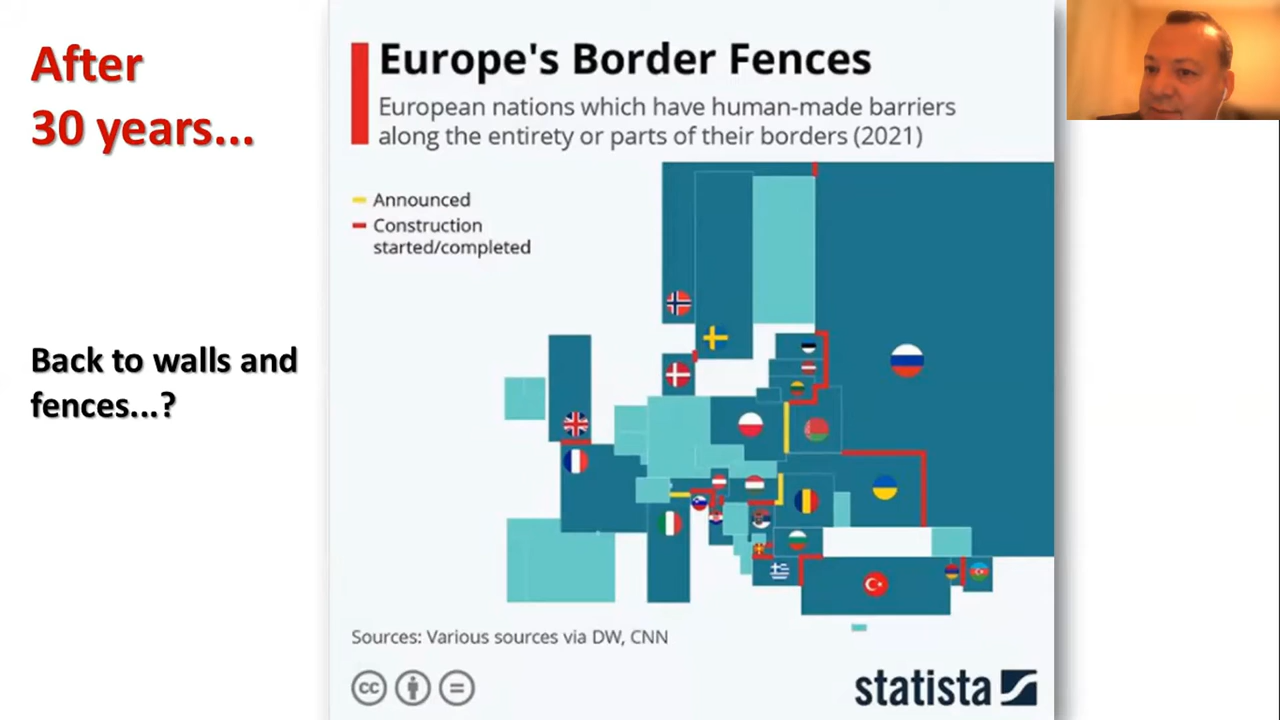 After
30 years...
Back to walls and
fences...?
Europe's Border Fences
European nations which have human-made barriers
along the entirety or parts of their borders (2021)
Announced
Construction
started/completed
Sources: Various sources via DW, CNN
cc
statista